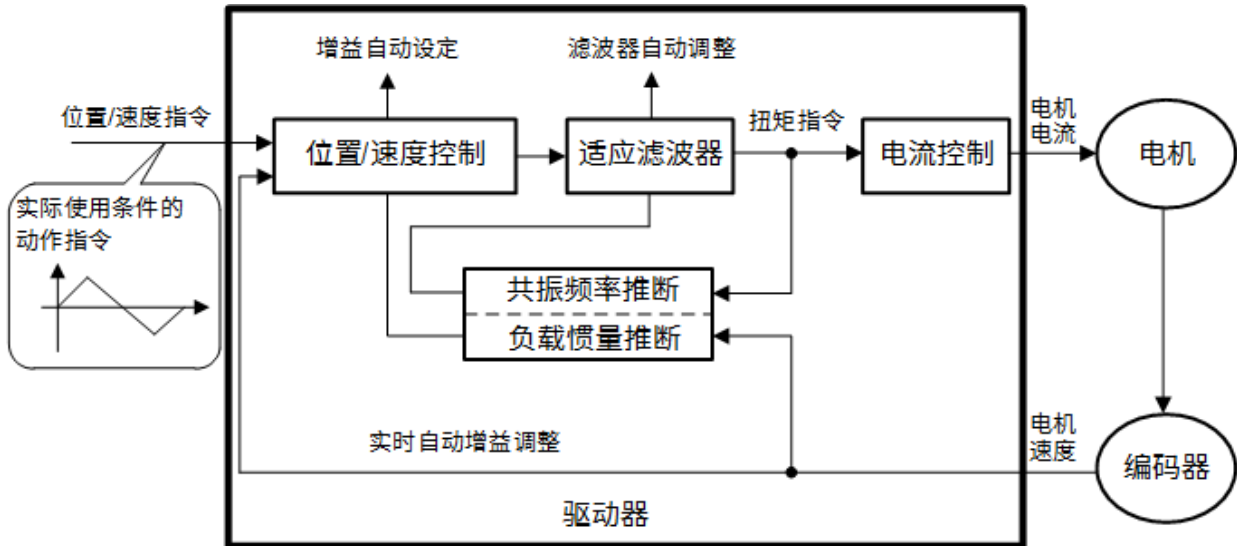 增益自动设定
滤波器自动调整
位置/速度指令
扭矩指令
电机
电流
位置/速度控制
适应滤波器
电流控制
电机
实际使用条件的
动作指令
共振频率推断
负载惯量推断
实时自动增益调整
电机
速度
编码器
驱动器